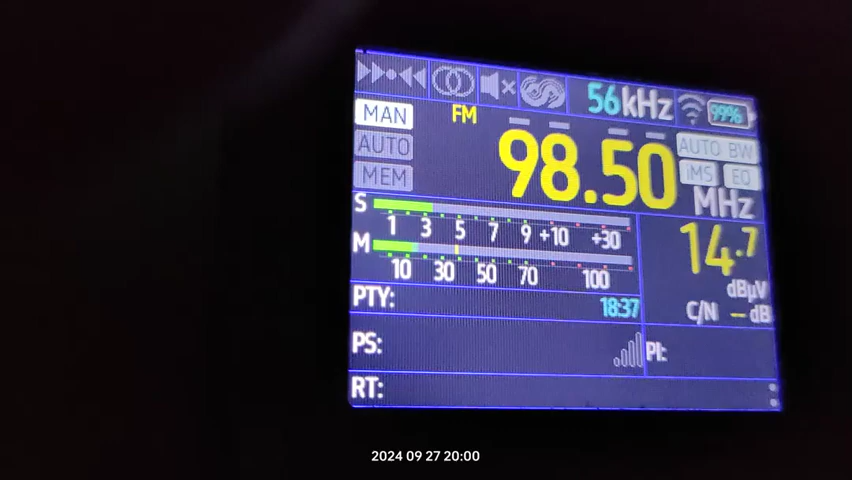 56kHz 99%
MAN FM
AUTO 98.50 AUTO BW
MEM iMS EQ
MHz
S
1 3 5 7 9 +10 +30
M
10 30 50 70 100
14.7
dBµV
PTY: 18:37 C/N – dB
PS: PI:
RT:
2024 09 27 20:00